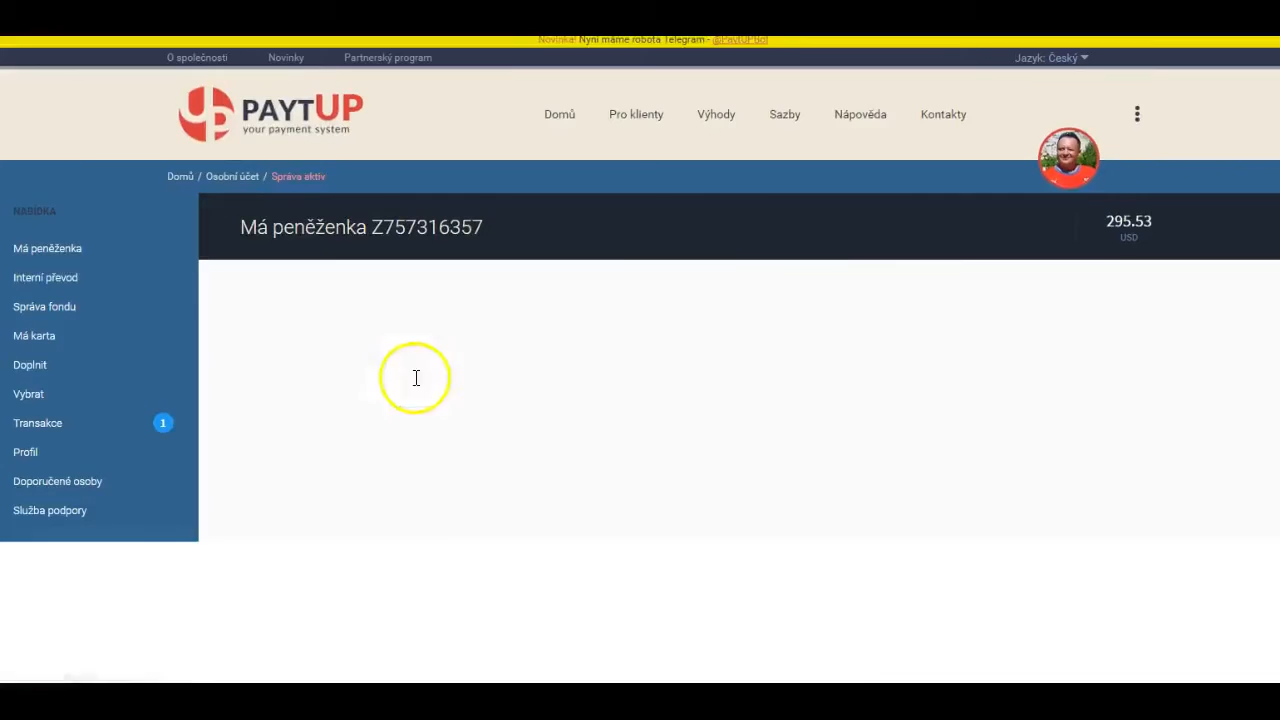 Novinka! Nyní máme robota Telegram - @PaytUPBot
O společnosti Novinky Partnerský program Jazyk: Český
PAYTUP
your payment system
Domů Pro klienty Výhody Sazby Nápověda Kontakty
Domů / Osobní účet / Správa aktiv
NABÍDKA
Má peněženka Z757316357
295.53
USD
Má peněženka
Interní převod
Správa fondu
Má karta
Doplnit
Vybrat
Transakce 1
Profil
Doporučené osoby
Služba podpory